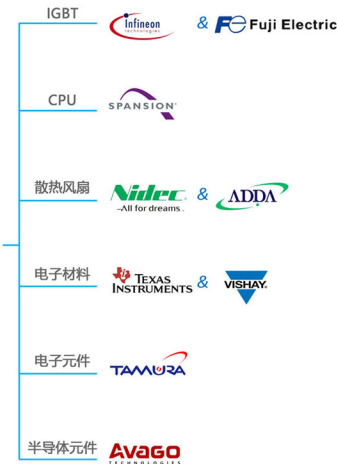 IGBT
infineon
technologies
& Fe Fuji Electric
CPU
SPANSION
散热风扇
Nidec
-All for dreams.
& ADDA
电子材料
TEXAS
INSTRUMENTS
& VISHAY
电子元件
TAMURA
半导体元件
AVAGO
TECHNOLOGIES